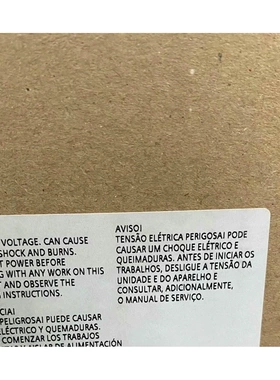 VOLTAGE. CAN CAUSE
SHOCK AND BURNS.
POWER BEFORE
WITH ANY WORK ON THIS
AND OBSERVE THE
INSTRUCTIONS.
PELIGROSA! PUEDE CAUSAR
ELÉCTRICO Y QUEMADURAS.
COMENZAR LOS TRABAJOS
DE ALIMENTACIÓN
AVISO!
TENSÃO ELÉTRICA PERIGOSA! PODE
CAUSAR UM CHOQUE ELÉTRICO E
QUEIMADURAS. ANTES DE INICIAR OS
TRABALHOS, DESLIGUE A TENSÃO DA
UNIDADE E DO APARELHO E
CONSULTAR, ADICIONALMENTE,
O MANUAL DE SERVIÇO.